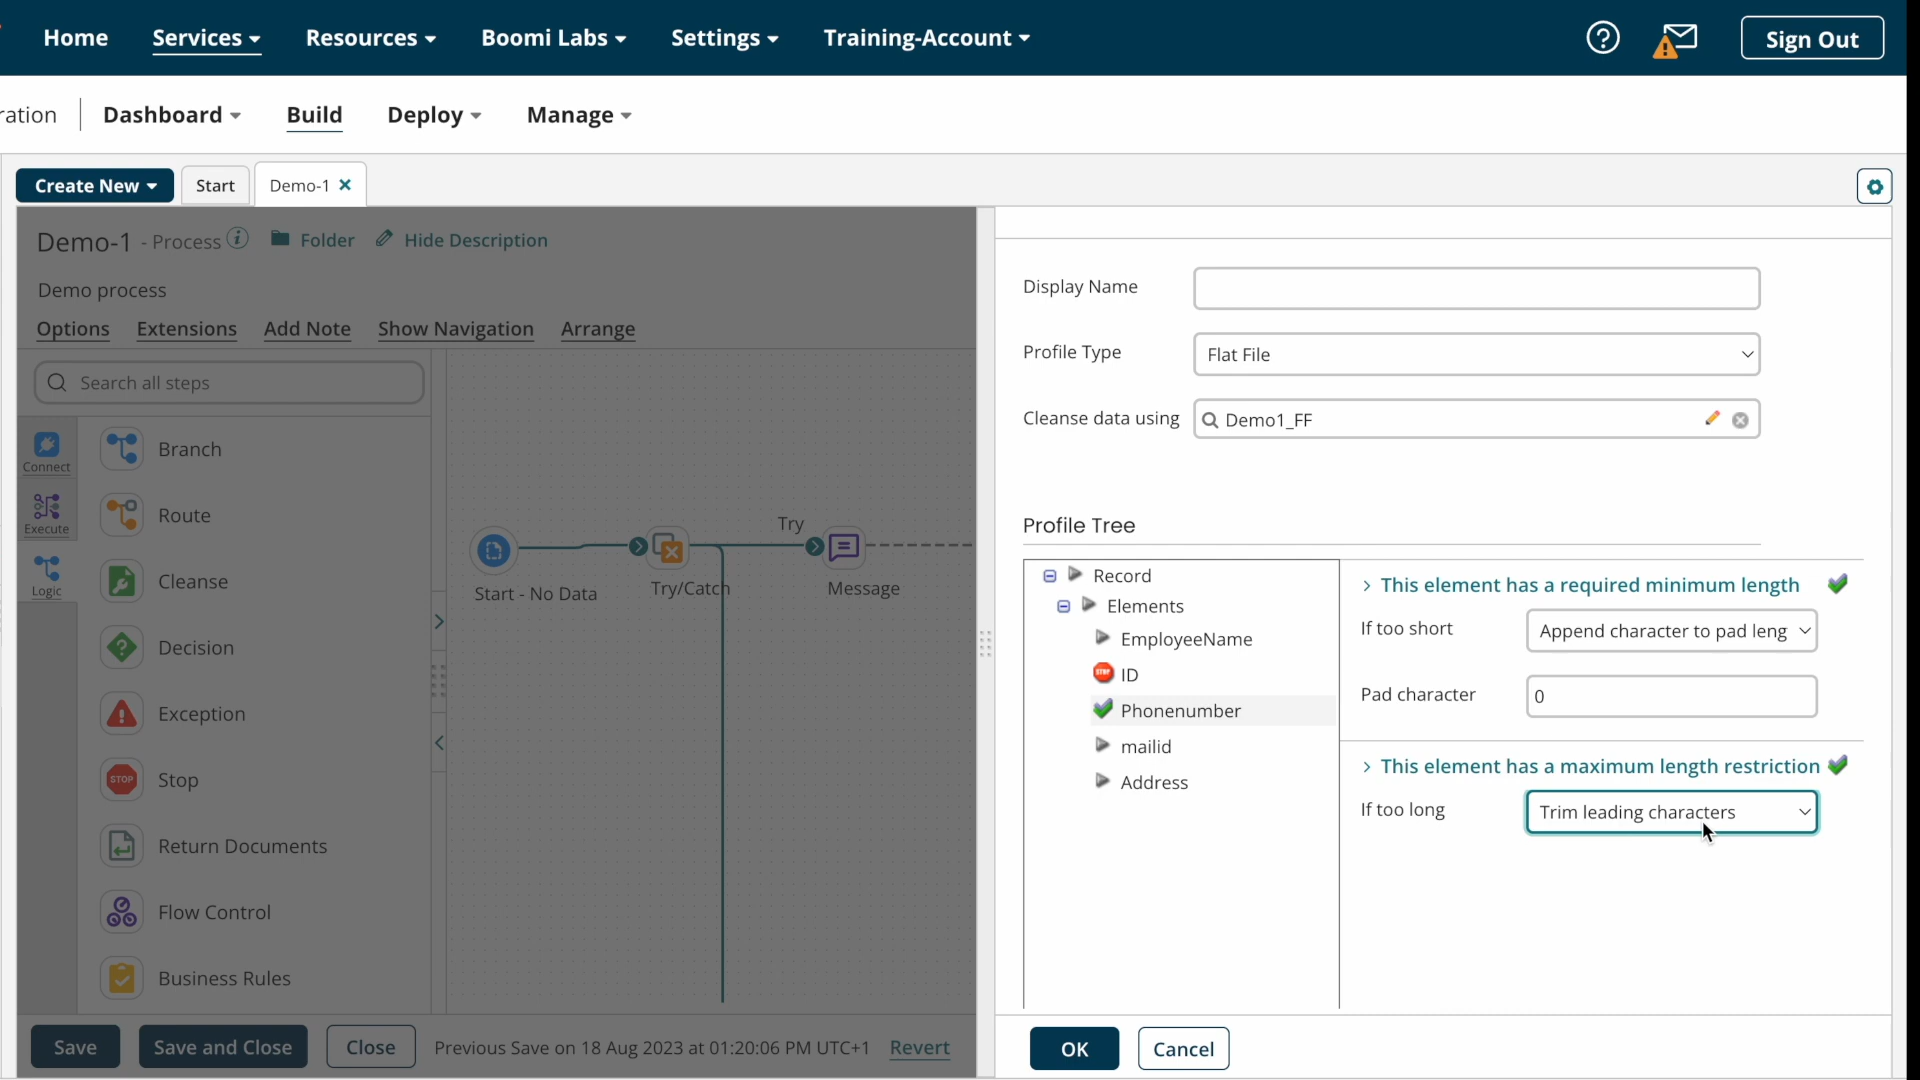 Home Services Resources Boomi Labs Settings Training-Account Sign Out
ration Dashboard Build Deploy Manage
Create New Start Demo-1
Demo-1 - Process Folder Hide Description
Demo process
Options Extensions Add Note Show Navigation Arrange
Search all steps
Connect
Execute
Logic
Branch
Route
Cleanse
Decision
Exception
STOP Stop
Return Documents
Flow Control
Business Rules
Try
Start - No Data Try/Catch Message
Save Save and Close Close Previous Save on 18 Aug 2023 at 01:20:06 PM UTC+1 Revert
Display Name
Profile Type Flat File
Cleanse data using Demo1_FF
Profile Tree
Record
Elements
EmployeeName
STOP ID
Phonenumber
mailid
Address
This element has a required minimum length
If too short Append character to pad leng
Pad character 0
This element has a maximum length restriction
If too long Trim leading characters
OK Cancel